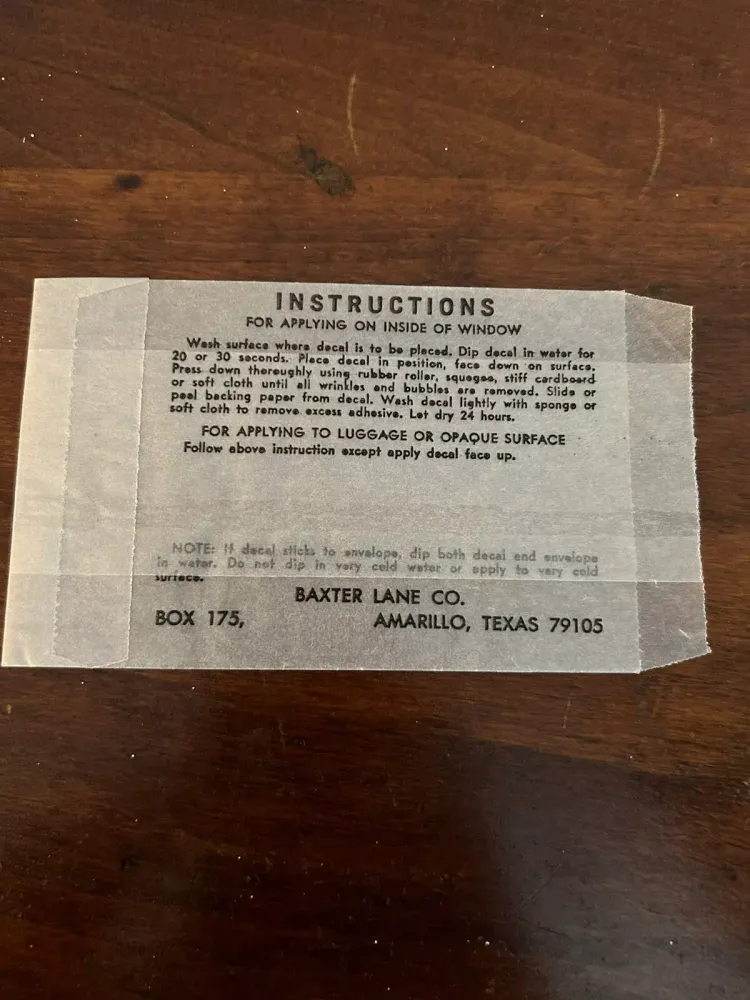 INSTRUCTIONS
FOR APPLYING ON INSIDE OF WINDOW
Wash surface where decal is to be placed. Dip decal in water for
20 or 30 seconds. Place decal in position, face down on surface.
Press down thoroughly using rubber roller, squegee, stiff cardboard
or soft cloth until all wrinkles and bubbles are removed. Slide or
peel backing paper from decal. Wash decal lightly with sponge or
soft cloth to remove excess adhesive. Let dry 24 hours.
FOR APPLYING TO LUGGAGE OR OPAQUE SURFACE
Follow above instruction except apply decal face up.
NOTE: If decal sticks to envelope, dip both decal and envelope
in water. Do not dip in very cold water or apply to very cold
surface.
BAXTER LANE CO.
BOX 175, AMARILLO, TEXAS 79105